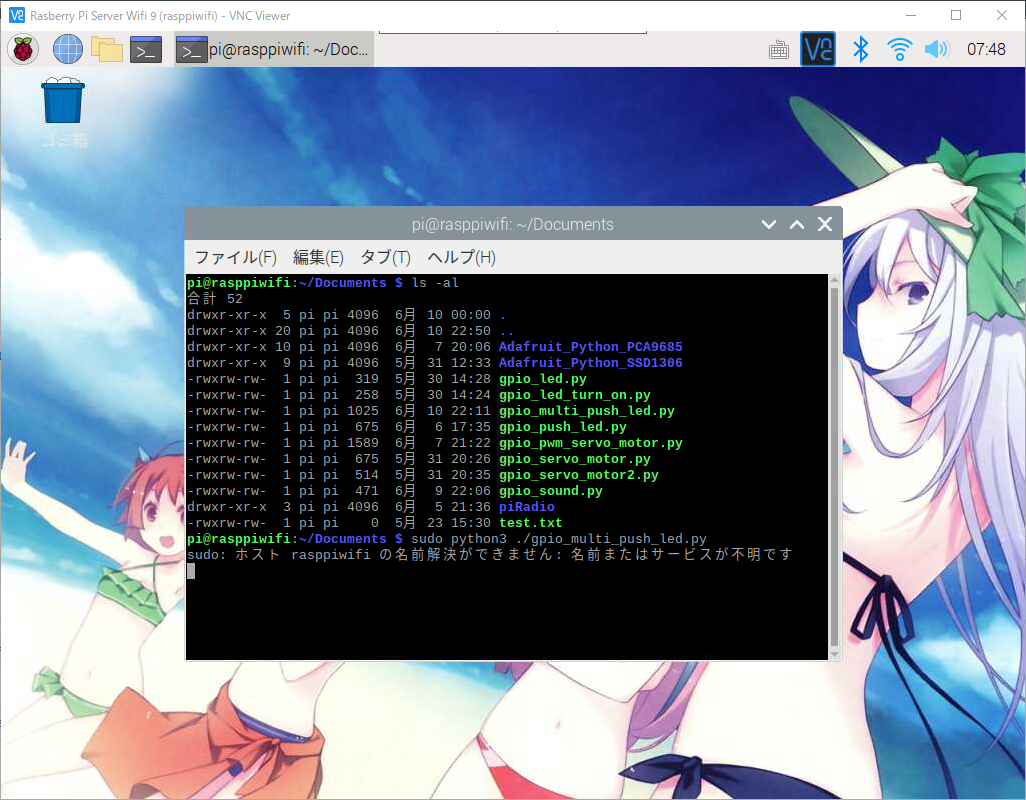 Rasberry Pi Server Wifi 9 (rasppiwifi) - VNC Viewer
pi@rasppiwifi: ~/Doc...
07:48
ゴミ箱
pi@rasppiwifi: ~/Documents
ファイル(F) 編集(E) タブ(T) ヘルプ(H)
pi@rasppiwifi:~/Documents $ ls -al
合計 52
drwxr-xr-x  5 pi pi 4096  6月 10 00:00 .
drwxr-xr-x 20 pi pi 4096  6月 10 22:50 ..
drwxr-xr-x 10 pi pi 4096  6月  7 20:06 Adafruit_Python_PCA9685
drwxr-xr-x  9 pi pi 4096  5月 31 12:33 Adafruit_Python_SSD1306
-rwxrw-rw-  1 pi pi  319  5月 30 14:28 gpio_led.py
-rwxrw-rw-  1 pi pi  258  5月 30 14:24 gpio_led_turn_on.py
-rwxrw-rw-  1 pi pi 1025  6月 10 22:11 gpio_multi_push_led.py
-rwxrw-rw-  1 pi pi  675  6月  6 17:35 gpio_push_led.py
-rwxrw-rw-  1 pi pi 1589  6月  7 21:22 gpio_pwm_servo_motor.py
-rwxrw-rw-  1 pi pi  675  5月 31 20:26 gpio_servo_motor.py
-rwxrw-rw-  1 pi pi  514  5月 31 20:35 gpio_servo_motor2.py
-rwxrw-rw-  1 pi pi  471  6月  9 22:06 gpio_sound.py
drwxr-xr-x  3 pi pi 4096  6月  5 21:36 piRadio
-rwxrw-rw-  1 pi pi    0  5月 23 15:30 test.txt
pi@rasppiwifi:~/Documents $ sudo python3 ./gpio_multi_push_led.py
sudo: ホスト rasppiwifi の名前解決ができません: 名前またはサービスが不明です